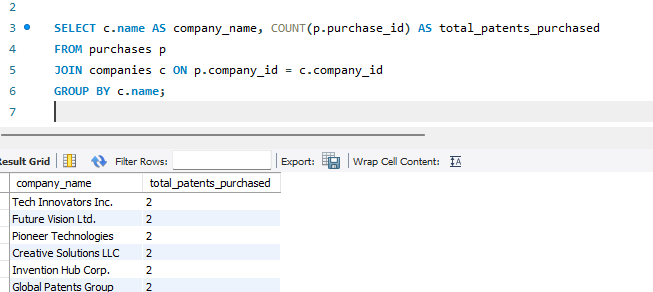 2
3 SELECT c.name AS company_name, COUNT(p.purchase_id) AS total_patents_purchased
4 FROM purchases p
5 JOIN companies c ON p.company_id = c.company_id
6 GROUP BY c.name;
7
Result Grid Filter Rows: Export: Wrap Cell Content: IA
company_name total_patents_purchased
Tech Innovators Inc. 2
Future Vision Ltd. 2
Pioneer Technologies 2
Creative Solutions LLC 2
Invention Hub Corp. 2
Global Patents Group 2